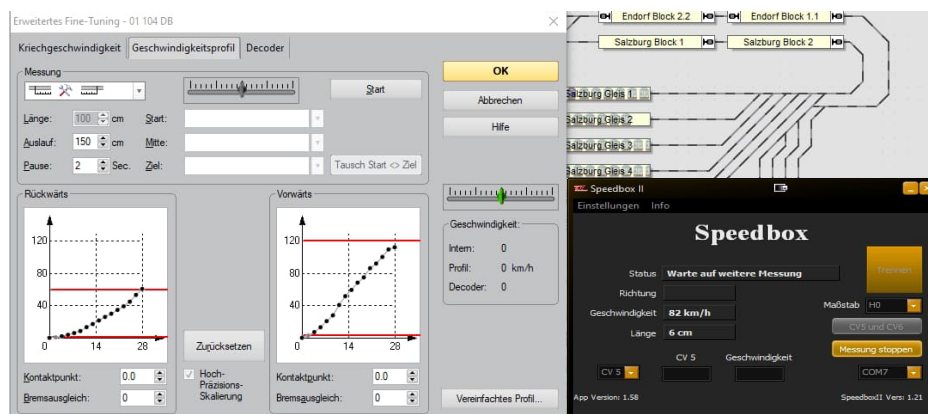 Erweitertes Fine-Tuning - 01 104 DB
Kriechgeschwindigkeit Geschwindigkeitsprofil Decoder
Messung
Start
Länge: 100 cm Start:
Auslauf: 150 cm Mitte:
Pause: 2 Sec. Ziel: Tausch Start <> Ziel
OK
Abbrechen
Hilfe
Rückwärts
120
80
40
0 14 28
Kontaktpunkt: 0.0
Bremsausgleich: 0
Zurücksetzen
Hoch-
Präzisions-
Skalierung
Vorwärts
120
80
40
0 14 28
Kontaktpunkt: 0.0
Bremsausgleich: 0
Geschwindigkeit:
Intern: 0
Profil: 0 km/h
Decoder: 0
Vereinfachtes Profil...
Endorf Block 2.2 Endorf Block 1.1
Salzburg Block 1 Salzburg Block 2
Salzburg Gleis 1
Salzburg Gleis 2
Salzburg Gleis 3
Salzburg Gleis 4
Speedbox II
Einstellungen Info
Speedbox
Status Warte auf weitere Messung
Trennen
Richtung
Maßstab H0
Geschwindigkeit 82 km/h
CV5 und CV6
Länge 6 cm
Messung stoppen
CV 5 Geschwindigkeit
CV 5
COM7
App Version: 1.58 SpeedboxII Vers: 1.21